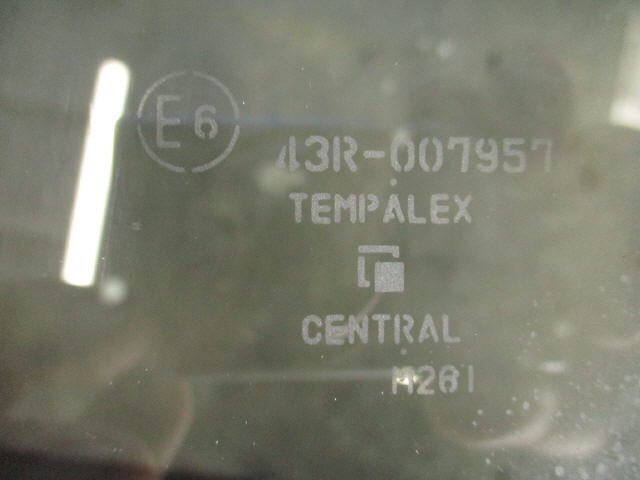 E6
43R-007957
TEMPALEX
CENTRAL
M261